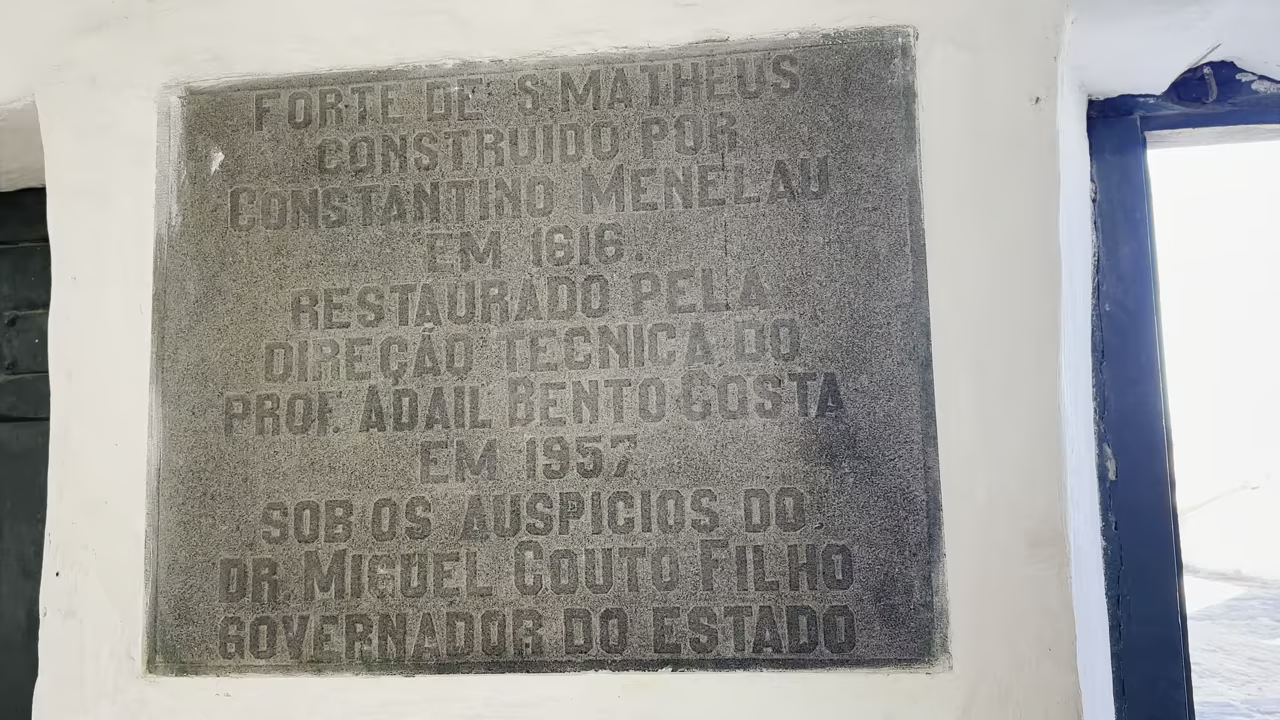 FORTE DE S. MATHEUS
CONSTRUIDO POR
CONSTANTINO MENELAU
EM 1616.
RESTAURADO PELA
DIREÇÃO TECNICA DO
PROF. ADAIL BENTO COSTA
EM 1957
SOB OS AUSPICIOS DO
DR. MIGUEL COUTO FILHO
GOVERNADOR DO ESTADO